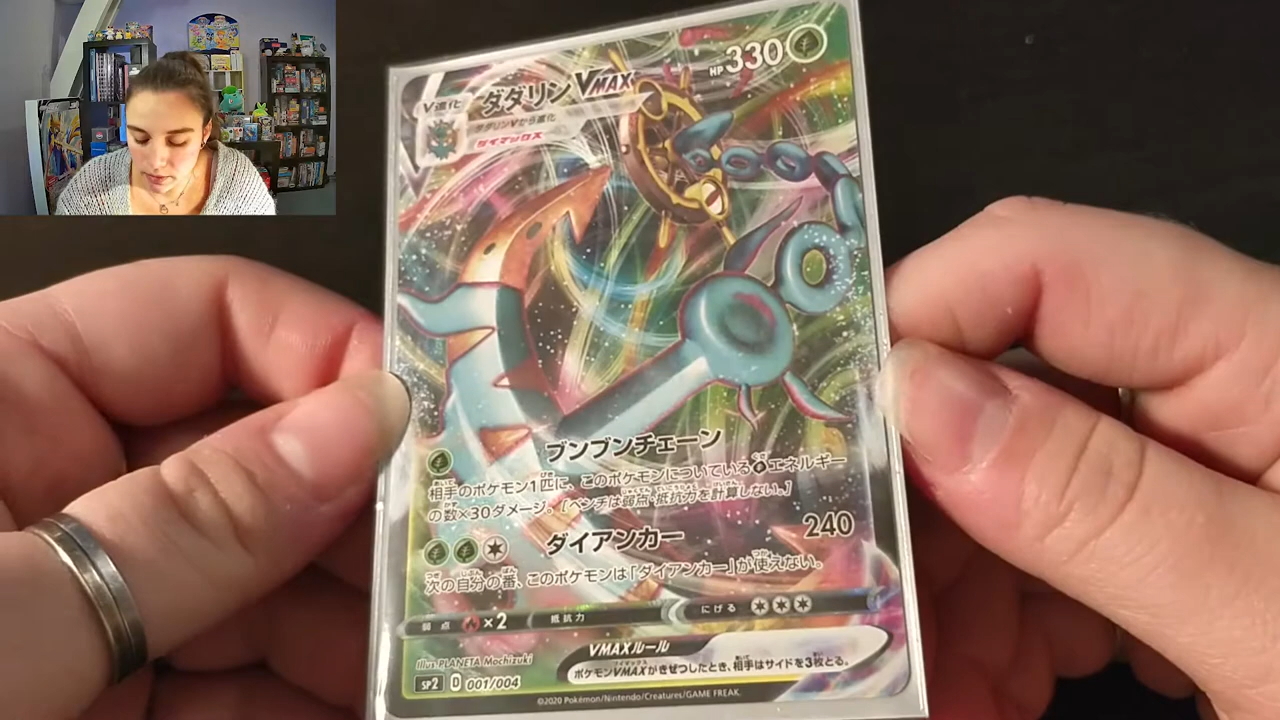 V進化 ダダリンVMAX HP330
ダダリンVから進化
ダイマックス
ブンブンチェーン
相手のポケモン1匹に、このポケモンについているエネルギー
の数×30ダメージ。[ベンチは弱点・抵抗力を計算しない。]
ダイアンカー 240
次の自分の番、このポケモンは「ダイアンカー」が使えない。
弱点 ×2 抵抗力 にげる
VMAXルール
ポケモンVMAXがきぜつしたとき、相手はサイドを3枚とる。
Illus. PLANETA Mochizuki
SP2 D 001/004
©2020 Pokémon/Nintendo/Creatures/GAME FREAK.